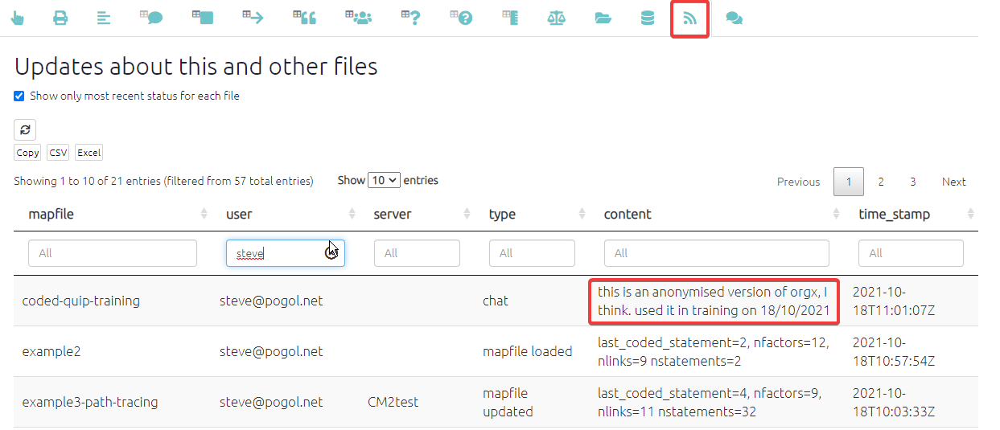 Updates about this and other files
Show only most recent status for each file
Copy CSV Excel
Showing 1 to 10 of 21 entries (filtered from 57 total entries) Show 10 entries Previous 1 2 3 Next
mapfile user server type content time_stamp
All steve All All All All
coded-quip-training steve@pogol.net chat this is an anonymised version of orgx, I think. used it in training on 18/10/2021 2021-10-18T11:01:07Z
example2 steve@pogol.net mapfile loaded last_coded_statement=2, nfactors=12, nlinks=9 nstatements=2 2021-10-18T10:57:54Z
example3-path-tracing steve@pogol.net CM2test mapfile updated last_coded_statement=4, nfactors=9, nlinks=11 nstatements=32 2021-10-18T10:03:33Z